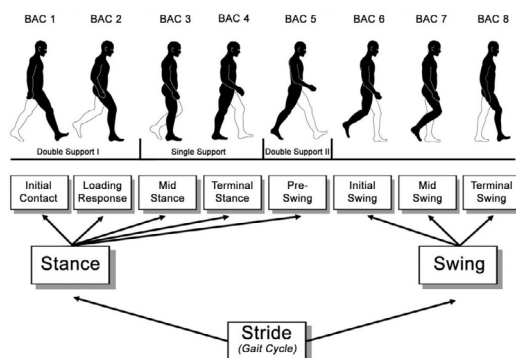 BAC 1 BAC 2 BAC 3 BAC 4 BAC 5 BAC 6 BAC 7 BAC 8
Double Support I Single Support Double Support II
Initial Contact
Loading Response
Mid Stance
Terminal Stance
Pre-Swing
Initial Swing
Mid Swing
Terminal Swing
Stance Swing
Stride
(Gait Cycle)